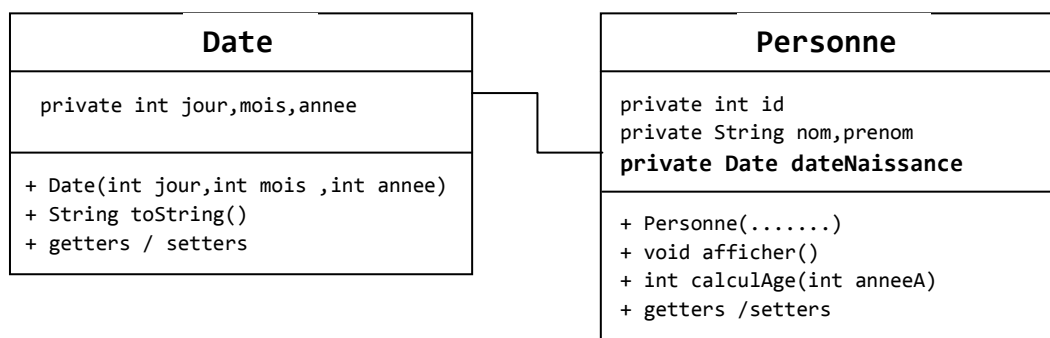 Date
private int jour,mois,annee
+ Date(int jour,int mois ,int annee)
+ String toString()
+ getters / setters
Personne
private int id
private String nom,prenom
private Date dateNaissance
+ Personne(.......)
+ void afficher()
+ int calculAge(int anneeA)
+ getters /setters